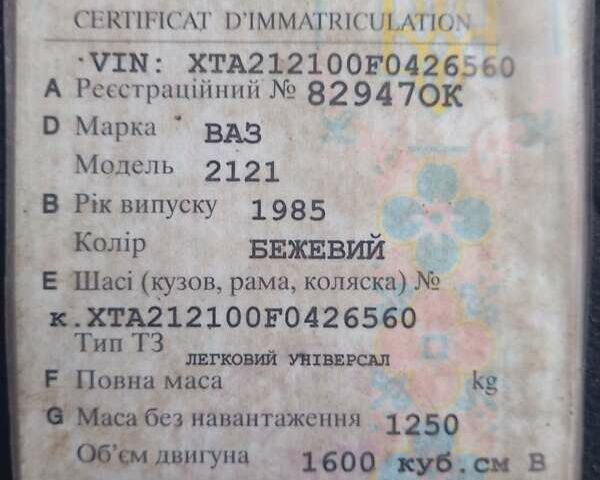 CERTIFICAT D'IMMATRICULATION
VIN: XTA212100F0426560
A Реєстраційний № 82947ОК
D Марка ВАЗ
Модель 2121
B Рік випуску 1985
Колір БЕЖЕВИЙ
E Шасі (кузов, рама, коляска) №
к.XTA212100F0426560
Тип ТЗ ЛЕГКОВИЙ УНІВЕРСАЛ
F Повна маса kg
G Маса без навантаження 1250
Об'єм двигуна 1600 куб.см В